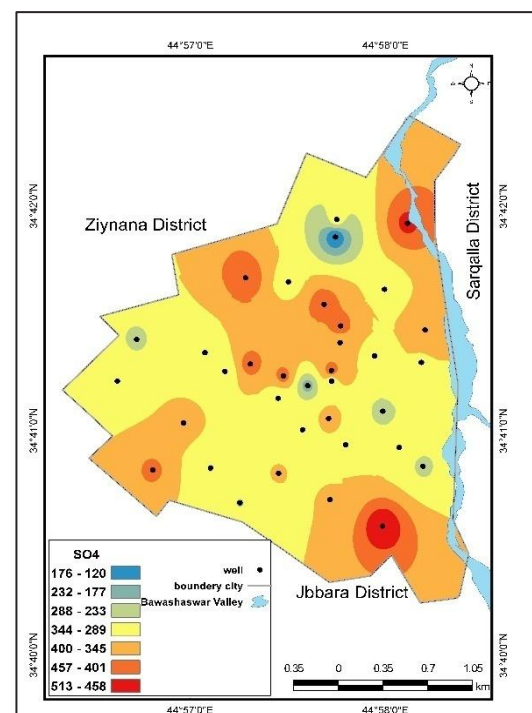 44°57'0"E 44°58'0"E
N
34°42'0"N 34°42'0"N
Ziynana District
Sarqalla District
34°41'0"N 34°41'0"N
Jbbara District
SO4
176 - 120
232 - 177
288 - 233
344 - 289
400 - 345
457 - 401
513 - 458
well
boundery city
Bawashaswar Valley
34°40'0"N 34°40'0"N
0.35 0 0.35 0.7 1.05
km
44°57'0"E 44°58'0"E